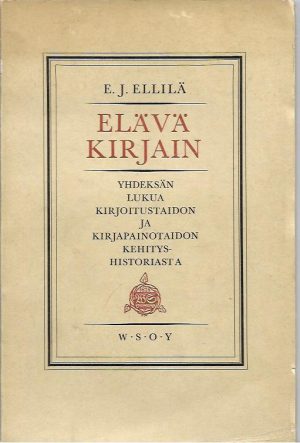 E. J. ELLILÄ
ELÄVÄ
KIRJAIN
YHDEKSÄN
LUKUA
KIRJOITUSTAIDON
JA
KIRJAPAINOTAIDON
KEHITYS-
HISTORIASTA
W·S·O·Y